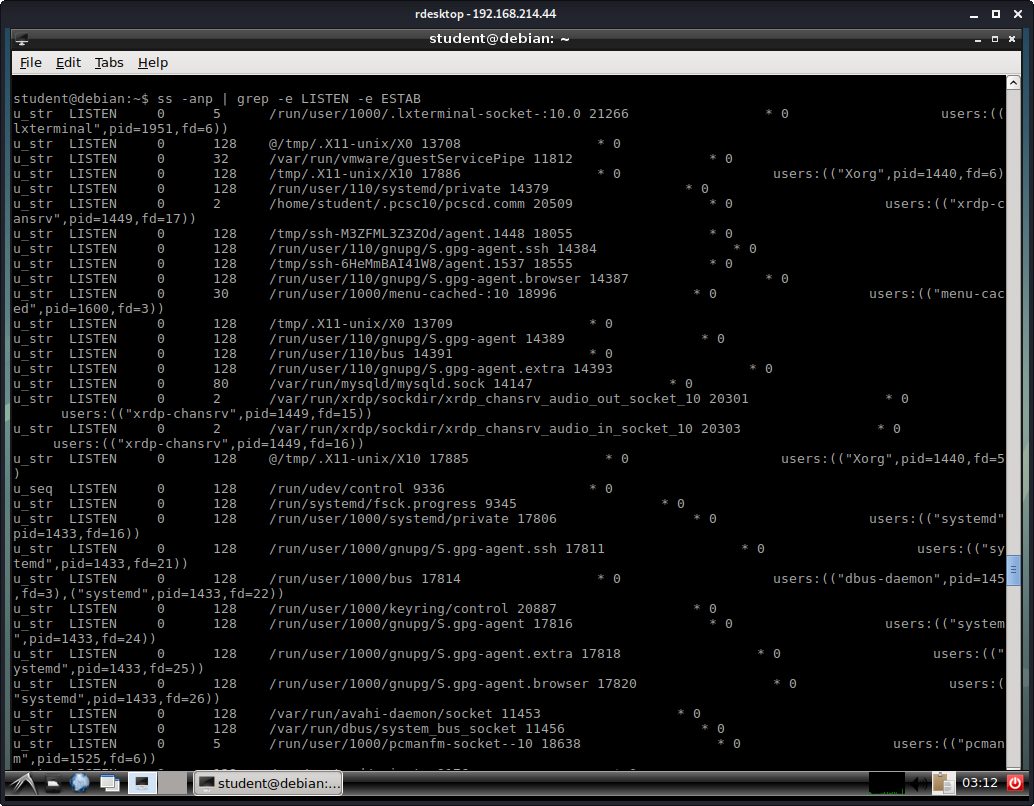 rdesktop - 192.168.214.44
student@debian: ~
File Edit Tabs Help
student@debian:~$ ss -anp | grep -e LISTEN -e ESTAB
u_str LISTEN 0 5 /run/user/1000/.lxterminal-socket-:10.0 21266 * 0 users:((
lxterminal",pid=1951,fd=6))
u_str LISTEN 0 128 @/tmp/.X11-unix/X0 13708 * 0
u_str LISTEN 0 32 /var/run/vmware/guestServicePipe 11812 * 0
u_str LISTEN 0 128 /tmp/.X11-unix/X10 17886 * 0 users:(("Xorg",pid=1440,fd=6)
u_str LISTEN 0 128 /run/user/110/systemd/private 14379 * 0
u_str LISTEN 0 2 /home/student/.pcsc10/pcscd.comm 20509 * 0 users:(("xrdp-c
ansrv",pid=1449,fd=17))
u_str LISTEN 0 128 /tmp/ssh-M3ZFML3Z3ZOd/agent.1448 18055 * 0
u_str LISTEN 0 128 /run/user/110/gnupg/S.gpg-agent.ssh 14384 * 0
u_str LISTEN 0 128 /tmp/ssh-6HeMmBAI41W8/agent.1537 18555 * 0
u_str LISTEN 0 128 /run/user/110/gnupg/S.gpg-agent.browser 14387 * 0
u_str LISTEN 0 30 /run/user/1000/menu-cached-:10 18996 * 0 users:(("menu-cac
ed",pid=1600,fd=3))
u_str LISTEN 0 128 /tmp/.X11-unix/X0 13709 * 0
u_str LISTEN 0 128 /run/user/110/gnupg/S.gpg-agent 14389 * 0
u_str LISTEN 0 128 /run/user/110/bus 14391 * 0
u_str LISTEN 0 128 /run/user/110/gnupg/S.gpg-agent.extra 14393 * 0
u_str LISTEN 0 80 /var/run/mysqld/mysqld.sock 14147 * 0
u_str LISTEN 0 2 /var/run/xrdp/sockdir/xrdp_chansrv_audio_out_socket_10 20301 * 0
users:(("xrdp-chansrv",pid=1449,fd=15))
u_str LISTEN 0 2 /var/run/xrdp/sockdir/xrdp_chansrv_audio_in_socket_10 20303 * 0
users:(("xrdp-chansrv",pid=1449,fd=16))
u_str LISTEN 0 128 @/tmp/.X11-unix/X10 17885 * 0 users:(("Xorg",pid=1440,fd=5
)
u_seq LISTEN 0 128 /run/udev/control 9336 * 0
u_str LISTEN 0 128 /run/systemd/fsck.progress 9345 * 0
u_str LISTEN 0 128 /run/user/1000/systemd/private 17806 * 0 users:(("systemd"
pid=1433,fd=16))
u_str LISTEN 0 128 /run/user/1000/gnupg/S.gpg-agent.ssh 17811 * 0 users:(("sy
temd",pid=1433,fd=21))
u_str LISTEN 0 128 /run/user/1000/bus 17814 * 0 users:(("dbus-daemon",pid=145
,fd=3),("systemd",pid=1433,fd=22))
u_str LISTEN 0 128 /run/user/1000/keyring/control 20887 * 0
u_str LISTEN 0 128 /run/user/1000/gnupg/S.gpg-agent 17816 * 0 users:(("system
",pid=1433,fd=24))
u_str LISTEN 0 128 /run/user/1000/gnupg/S.gpg-agent.extra 17818 * 0 users:(("
ystemd",pid=1433,fd=25))
u_str LISTEN 0 128 /run/user/1000/gnupg/S.gpg-agent.browser 17820 * 0 users:(
"systemd",pid=1433,fd=26))
u_str LISTEN 0 128 /var/run/avahi-daemon/socket 11453 * 0
u_str LISTEN 0 128 /var/run/dbus/system_bus_socket 11456 * 0
u_str LISTEN 0 5 /run/user/1000/pcmanfm-socket--10 18638 * 0 users:(("pcman
m",pid=1525,fd=6))
student@debian:...
03:12